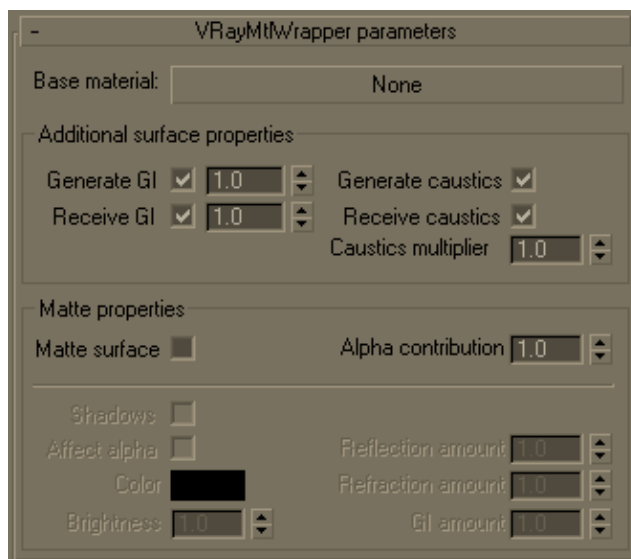 - VRayMtlWrapper parameters
Base material: None
Additional surface properties
Generate GI 1.0 Generate caustics
Receive GI 1.0 Receive caustics
Caustics multiplier 1.0
Matte properties
Matte surface Alpha contribution 1.0
Shadows
Affect alpha Reflection amount 1.0
Color Refraction amount 1.0
Brightness 1.0 GI amount 1.0